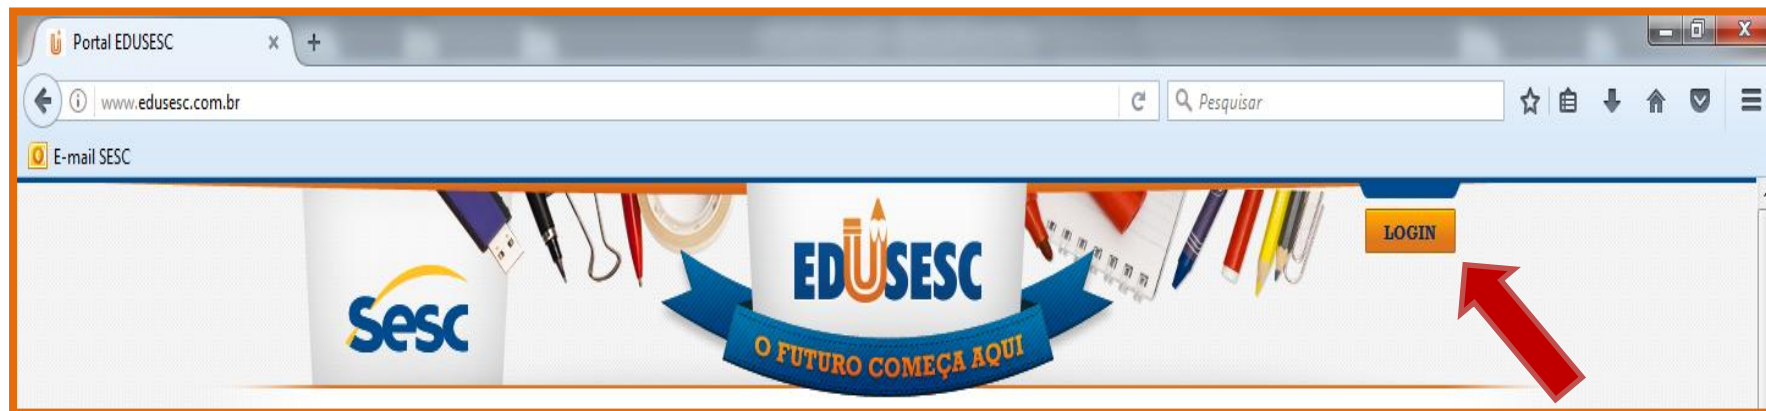 Portal EDUSESC
www.edusesc.com.br
Pesquisar
E-mail SESC
LOGIN
EDUSESC
Sesc
O FUTURO COMEÇA AQUI